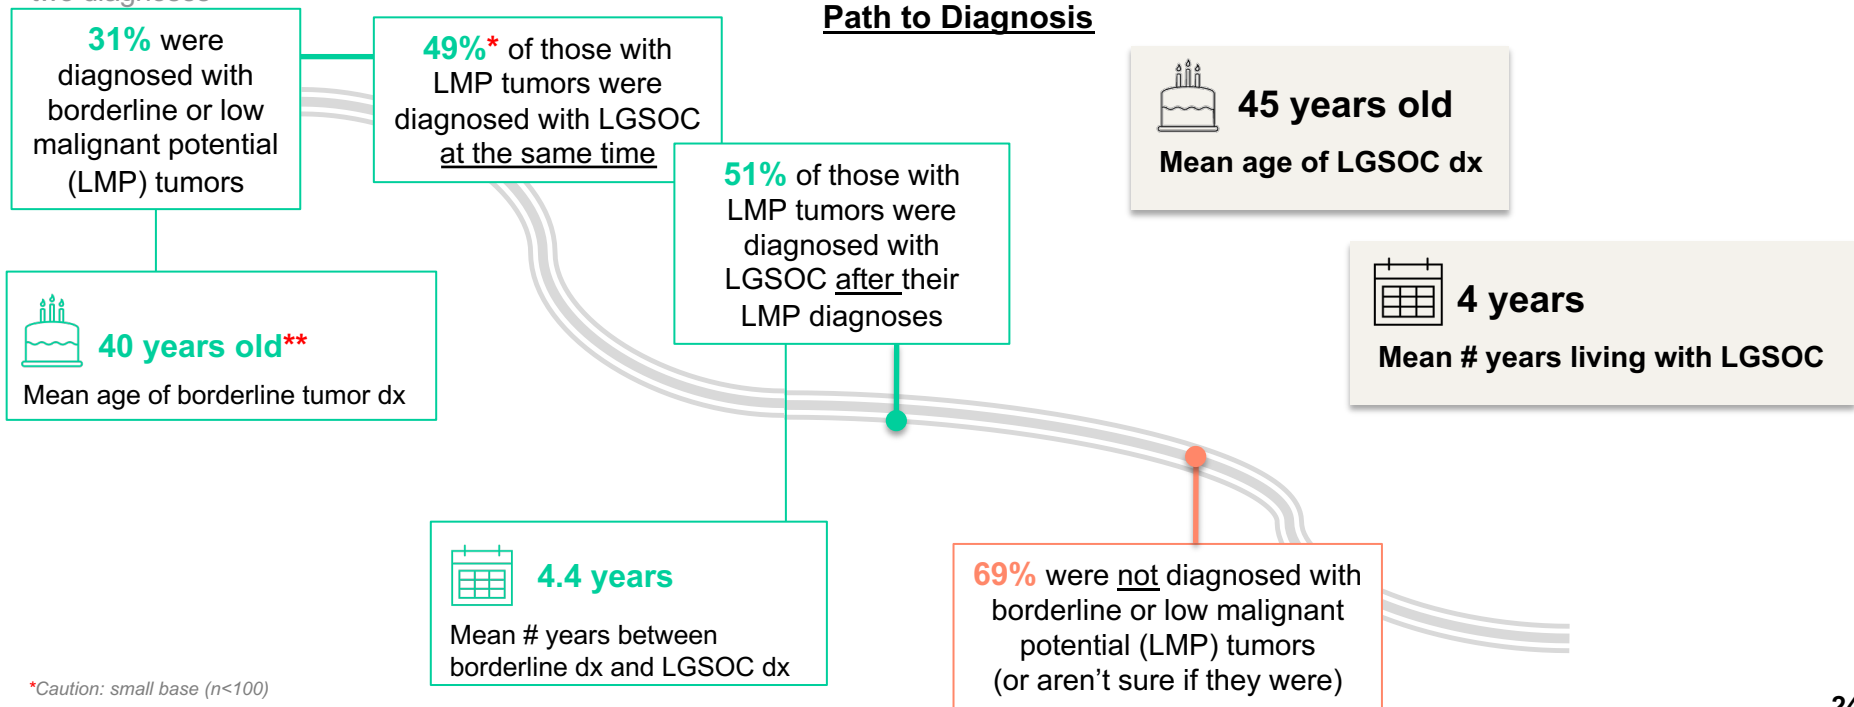 two diagnoses
Path to Diagnosis
31% were
diagnosed with
borderline or low
malignant potential
(LMP) tumors
49%* of those with
LMP tumors were
diagnosed with LGSOC
at the same time
51% of those with
LMP tumors were
diagnosed with
LGSOC after their
LMP diagnoses
45 years old
Mean age of LGSOC dx
4 years
Mean # years living with LGSOC
40 years old**
Mean age of borderline tumor dx
4.4 years
Mean # years between
borderline dx and LGSOC dx
69% were not diagnosed with
borderline or low malignant
potential (LMP) tumors
(or aren't sure if they were)
*Caution: small base (n<100)